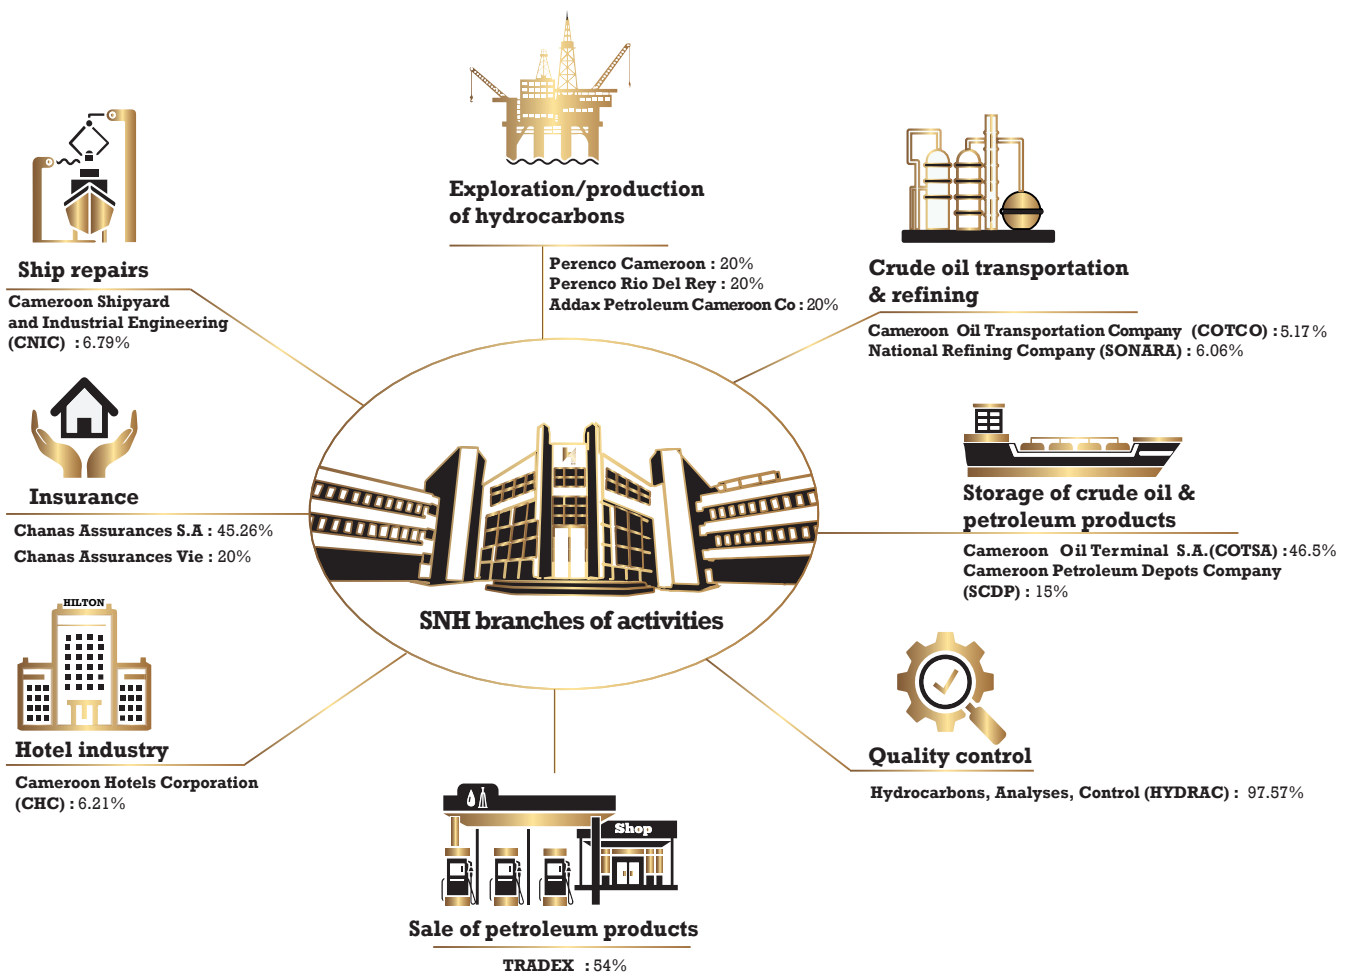 Exploration/production
of hydrocarbons
Perenco Cameroon : 20%
Perenco Rio Del Rey : 20%
Addax Petroleum Cameroon Co : 20%
Ship repairs
Cameroon Shipyard
and Industrial Engineering
(CNIC) : 6.79%
Crude oil transportation
& refining
Cameroon Oil Transportation Company (COTCO) : 5.17%
National Refining Company (SONARA) : 6.06%
Insurance
Chanas Assurances S.A : 45.26%
Chanas Assurances Vie : 20%
Storage of crude oil &
petroleum products
Cameroon Oil Terminal S.A.(COTSA) : 46.5%
Cameroon Petroleum Depots Company
(SCDP) : 15%
SNH branches of activities
HILTON
Hotel industry
Cameroon Hotels Corporation
(CHC) : 6.21%
Quality control
Hydrocarbons, Analyses, Control (HYDRAC) : 97.57%
Shop
Sale of petroleum products
TRADEX : 54%